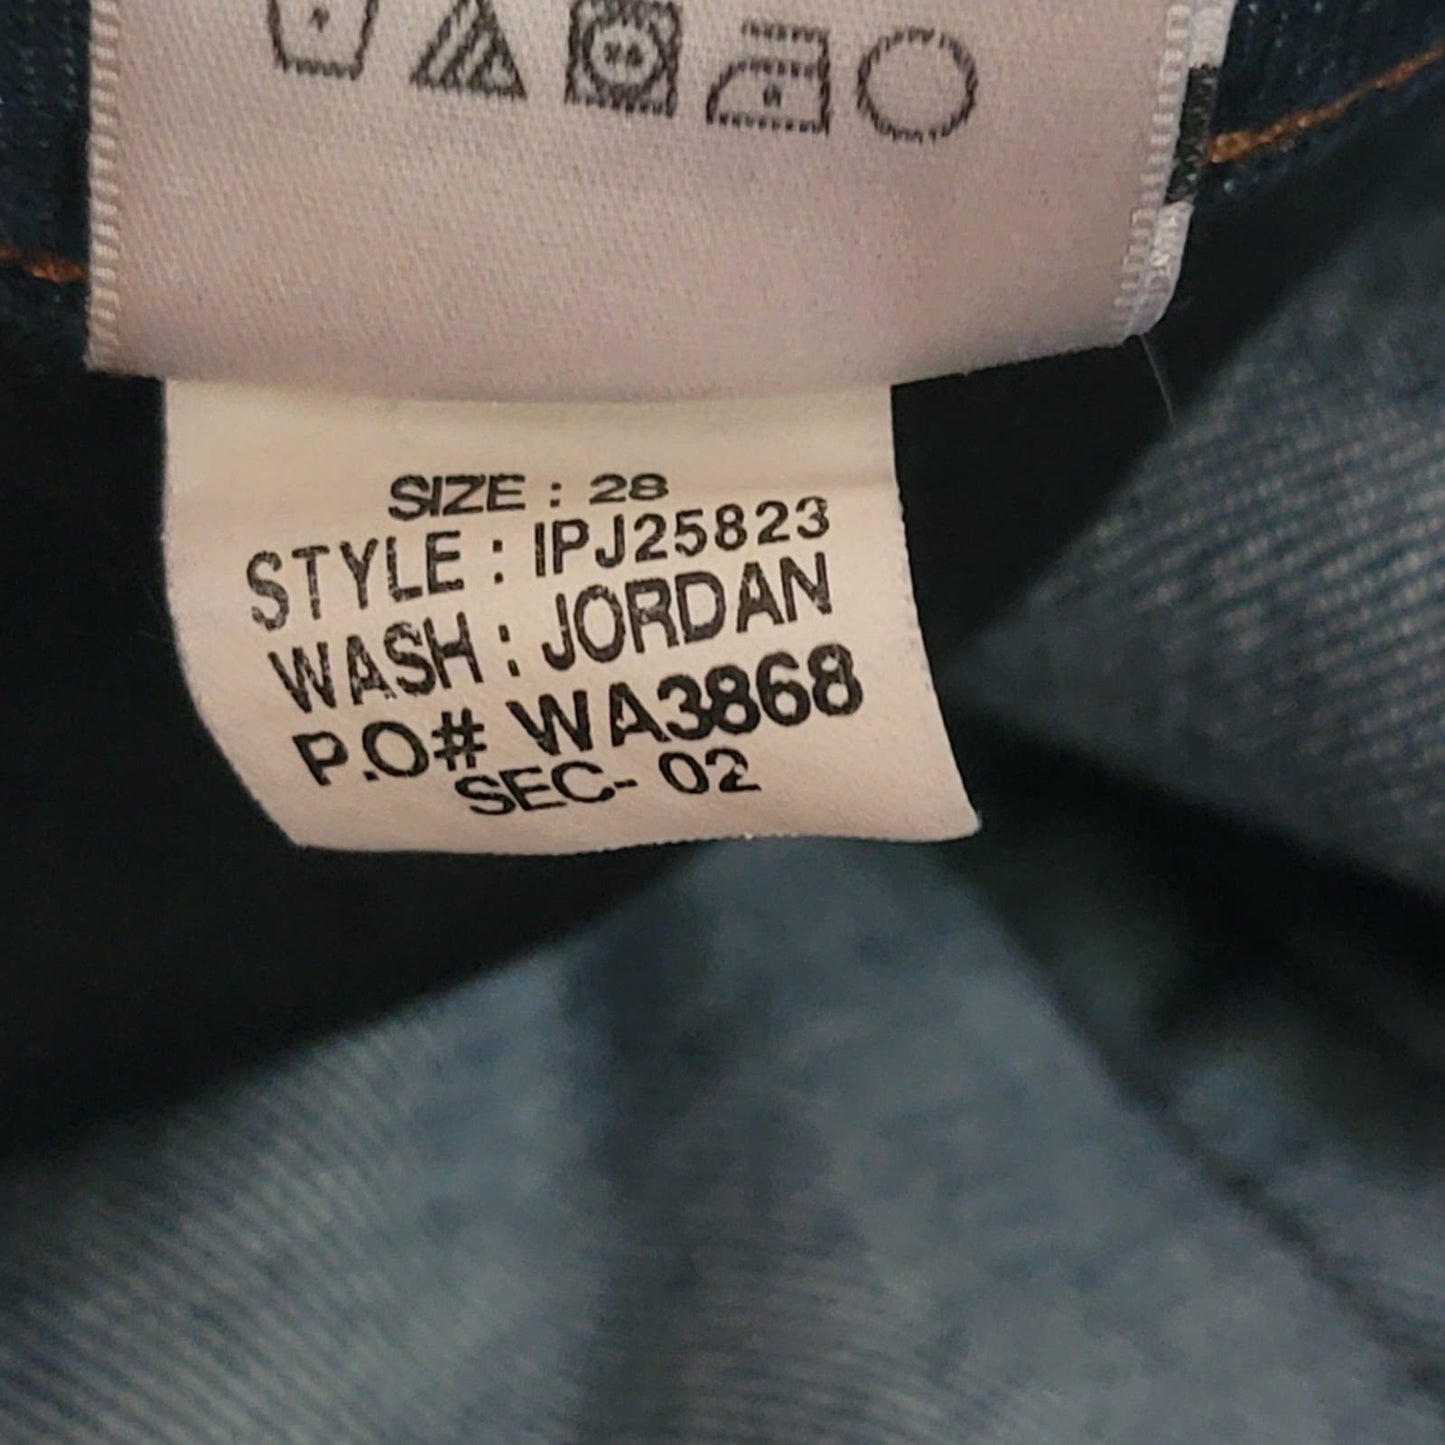 SIZE : 28
STYLE : IPJ25823
WASH : JORDAN
P.O# WA3868
SEC- 02